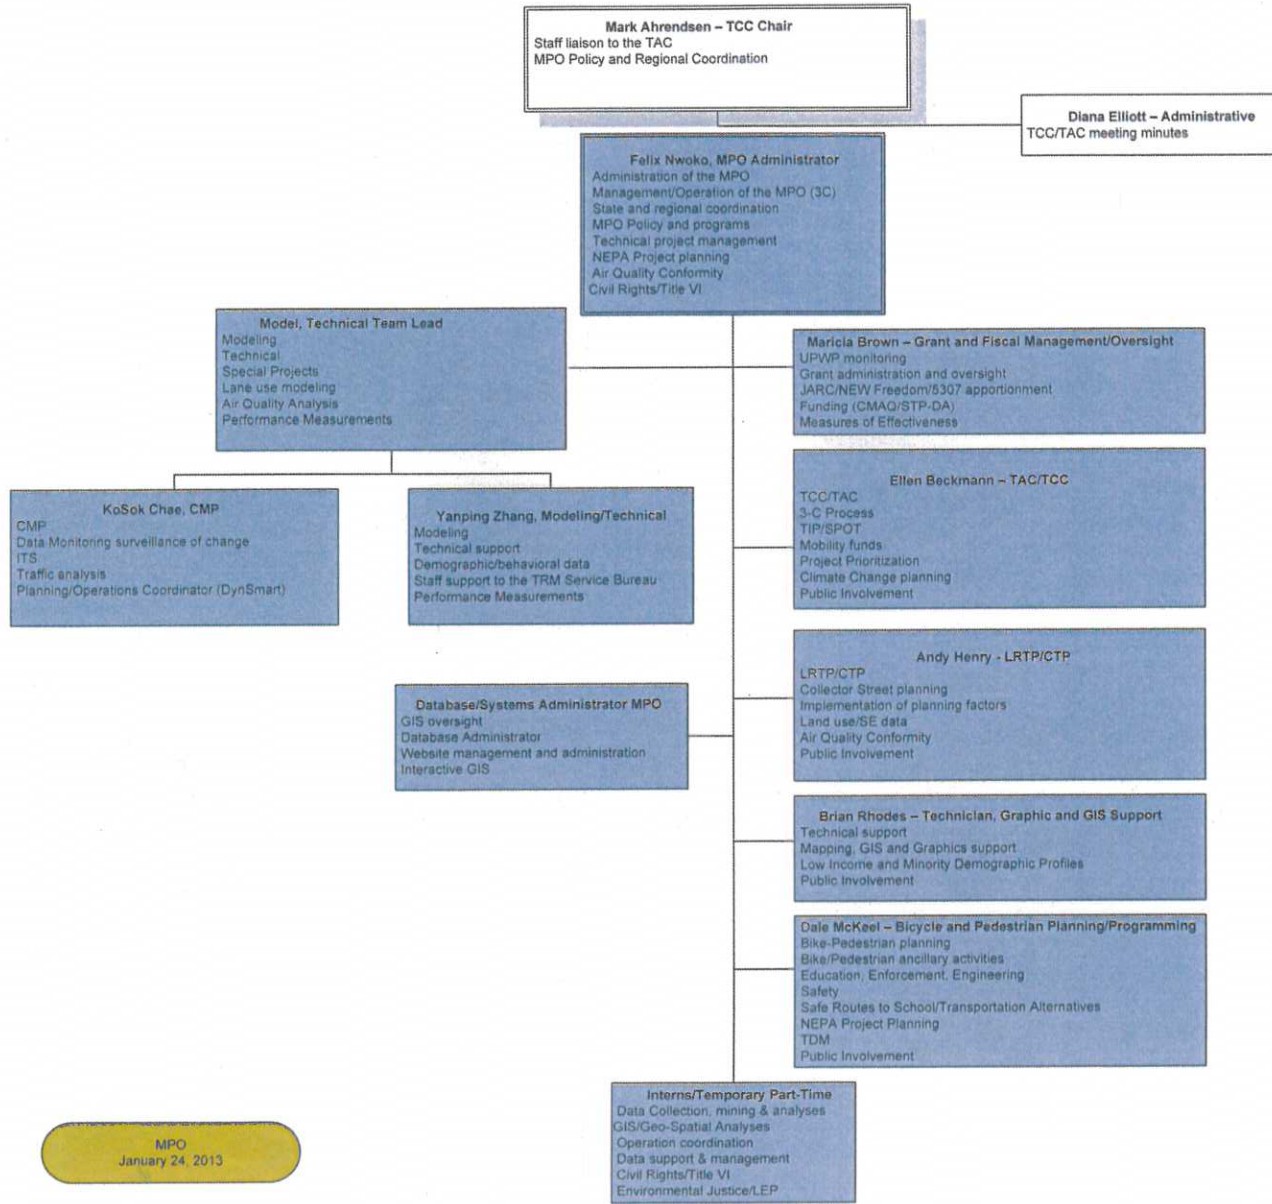 Mark Ahrendsen – TCC Chair
Staff liaison to the TAC
MPO Policy and Regional Coordination
Diana Elliott – Administrative
TCC/TAC meeting minutes
Felix Nwoko, MPO Administrator
Administration of the MPO
Management/Operation of the MPO (3C)
State and regional coordination
MPO Policy and programs
Technical project management
NEPA Project planning
Air Quality Conformity
Civil Rights/Title VI
Model, Technical Team Lead
Modeling
Technical
Special Projects
Lane use modeling
Air Quality Analysis
Performance Measurements
Maricia Brown – Grant and Fiscal Management/Oversight
UPWP monitoring
Grant administration and oversight
JARC/NEW Freedom/5307 apportionment
Funding (CMAQ/STP-DA)
Measures of Effectiveness
KoSok Chae, CMP
CMP
Data Monitoring surveillance of change
ITS
Traffic analysis
Planning/Operations Coordinator (DynSmart)
Yanping Zhang, Modeling/Technical
Modeling
Technical support
Demographic/behavioral data
Staff support to the TRM Service Bureau
Performance Measurements
Ellen Beckmann – TAC/TCC
TCC/TAC
3-C Process
TIP/SPOT
Mobility funds
Project Prioritization
Climate Change planning
Public Involvement
Andy Henry - LRTP/CTP
LRTP/CTP
Collector Street planning
Implementation of planning factors
Land use/SE data
Air Quality Conformity
Public Involvement
Database/Systems Administrator MPO
GIS oversight
Database Administrator
Website management and administration
Interactive GIS
Brian Rhodes – Technician, Graphic and GIS Support
Technical support
Mapping, GIS and Graphics support
Low Income and Minority Demographic Profiles
Public Involvement
Dale McKeel – Bicycle and Pedestrian Planning/Programming
Bike-Pedestrian planning
Bike/Pedestrian ancillary activities
Education, Enforcement, Engineering
Safety
Safe Routes to School/Transportation Alternatives
NEPA Project Planning
TDM
Public Involvement
Interns/Temporary Part-Time
Data Collection, mining & analyses
GIS/Geo-Spatial Analyses
Operation coordination
Data support & management
Civil Rights/Title VI
Environmental Justice/LEP
MPO
January 24, 2013